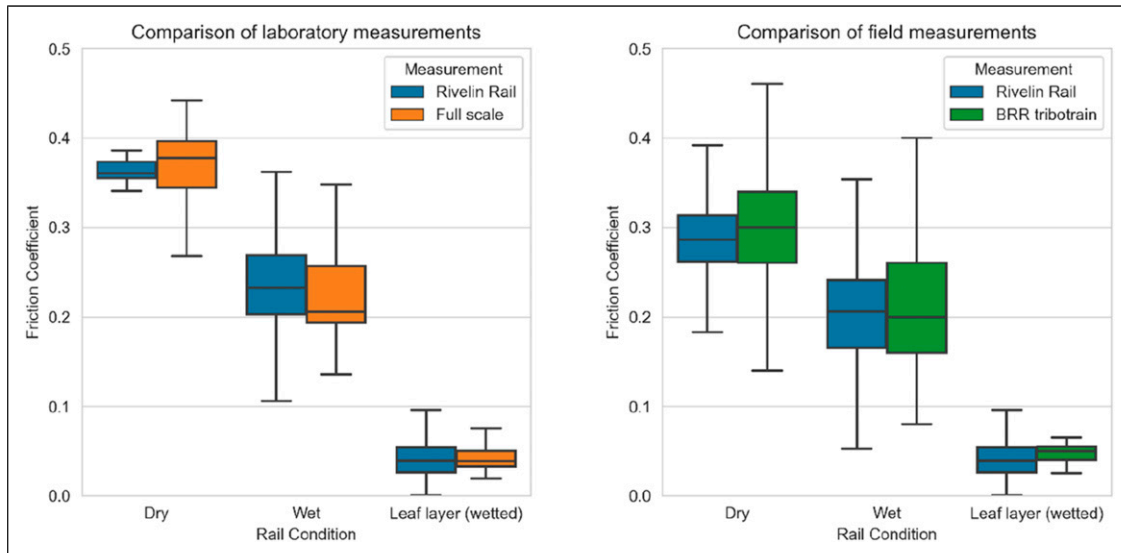 Comparison of laboratory measurements
Measurement
Rivelin Rail
Full scale
Friction Coefficient
0.5
0.4
0.3
0.2
0.1
0.0
Dry
Wet
Leaf layer (wetted)
Rail Condition
Comparison of field measurements
Measurement
Rivelin Rail
BRR tribotrain
Friction Coefficient
0.5
0.4
0.3
0.2
0.1
0.0
Dry
Wet
Leaf layer (wetted)
Rail Condition